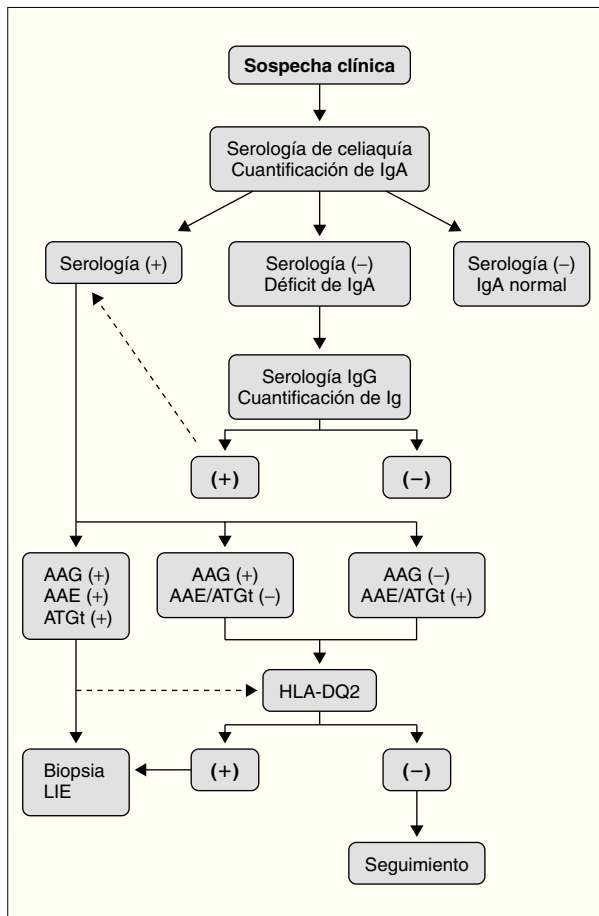 Sospecha clínica
Serología de celiaquía
Cuantificación de IgA
Serología (+)
Serología (−)
Déficit de IgA
Serología (−)
IgA normal
Serología IgG
Cuantificación de Ig
(+)
(−)
AAG (+)
AAE (+)
ATGt (+)
AAG (+)
AAE/ATGt (−)
AAG (−)
AAE/ATGt (+)
HLA-DQ2
Biopsia
LIE
(+)
(−)
Seguimiento